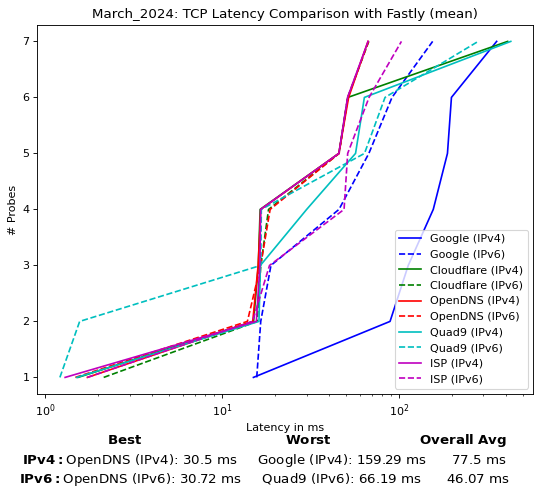 March_2024: TCP Latency Comparison with Fastly (mean)
7
6
5
4
3
2
1
# Probes
Google (IPv4)
Google (IPv6)
Cloudflare (IPv4)
Cloudflare (IPv6)
OpenDNS (IPv4)
OpenDNS (IPv6)
Quad9 (IPv4)
Quad9 (IPv6)
ISP (IPv4)
ISP (IPv6)
10⁰ 10¹ 10²
Latency in ms
Best Worst Overall Avg
IPv4: OpenDNS (IPv4): 30.5 ms Google (IPv4): 159.29 ms 77.5 ms
IPv6: OpenDNS (IPv6): 30.72 ms Quad9 (IPv6): 66.19 ms 46.07 ms